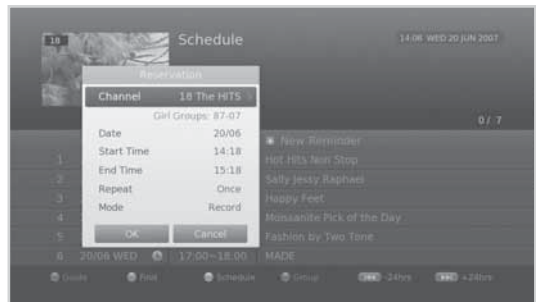 18
Schedule
14:06 WED 20 JUN 2007
Reservation
Channel 18 The HITS
Girl Groups: 87-07
0/ 7
Date 20/06
New Reminder
Start Time 14:18
1 Hot Hits Non Stop
End Time 15:18
2 Sally Jessy Raphael
Repeat Once
3 Happy Feet
Mode Record
4 Monsanite Pick of the Day
OK Cancel
5 Fashion by Two Tone
6 20/06 WED 17:00~18:00 MADE
Guide Find Schedule Group -24hrs +24hrs